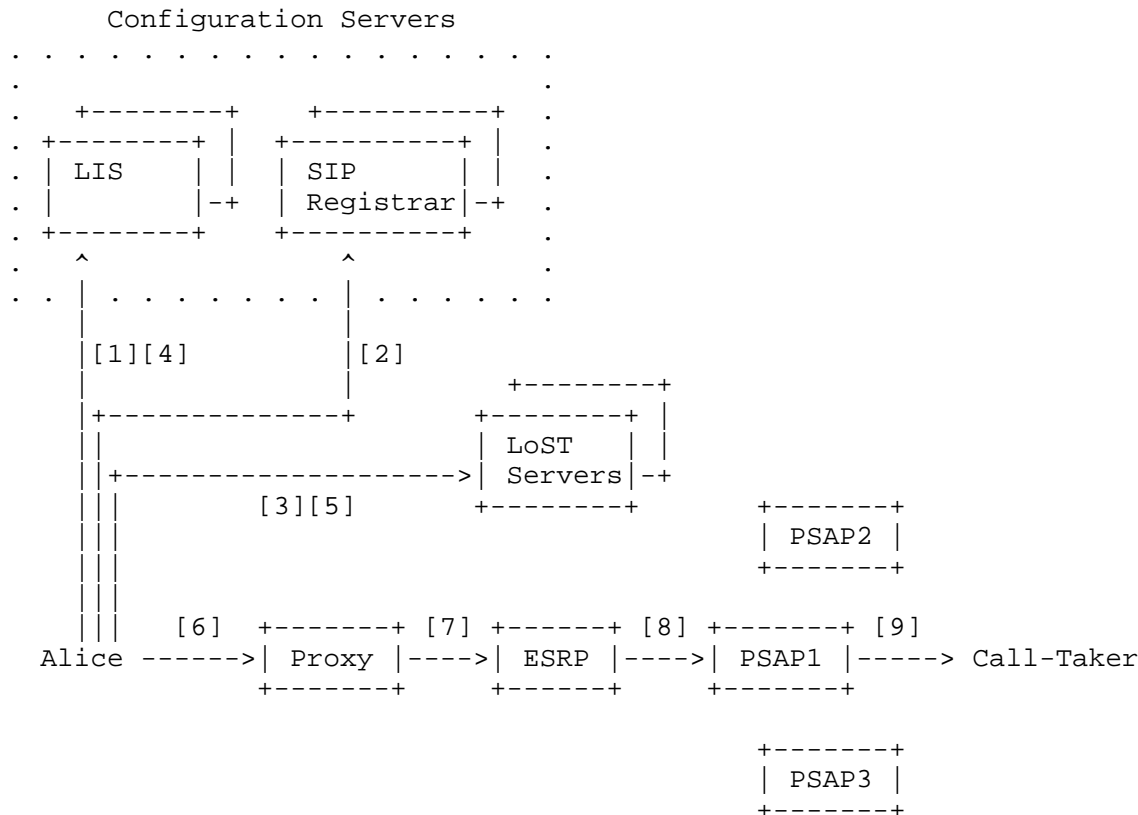 Configuration Servers
. . . . . . . . . . . . . . . . .
.                                .
.    +--------+    +----------+  .
.  +--------+ |  +----------+ |  .
.  | LIS    | |  | SIP      | |  .
.  |        |-+  | Registrar|-+  .
.  +--------+    +----------+    .
.    ^                ^          .
. . .|. . . . . . . . | . . . . . .
     |                |
     |[1][4]          |[2]
     |                |          +--------+
     |+---------------+        +--------+ |
     ||                        | LoST   | |
     ||+---------------------->| Servers|-+
     |||        [3][5]         +--------+          +-------+
     |||                                           | PSAP2 |
     |||                                           +-------+
     |||
     |||   [6]   +-------+ [7] +------+ [8] +-------+ [9]
   Alice ------>| Proxy |---->| ESRP |---->| PSAP1 |-----> Call-Taker
                 +-------+     +------+     +-------+

                                                   +-------+
                                                   | PSAP3 |
                                                   +-------+